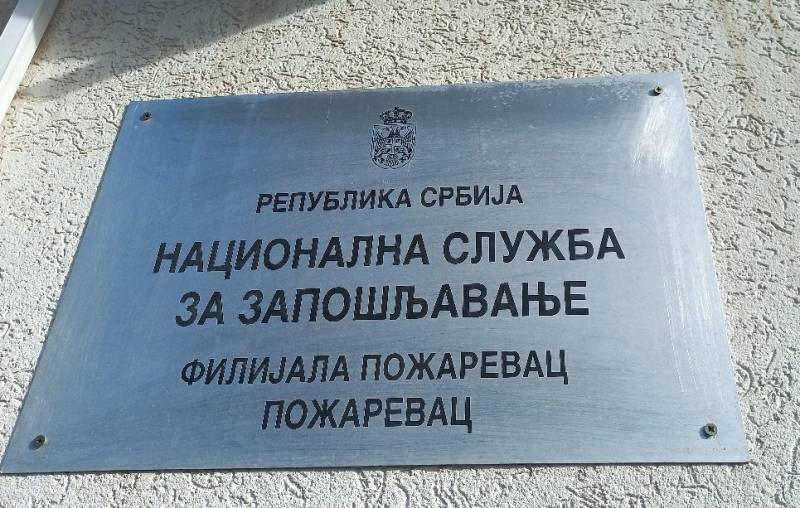 РЕПУБЛИКА СРБИЈА
НАЦИОНАЛНА СЛУЖБА
ЗА ЗАПОШЉАВАЊЕ
ФИЛИЈАЛА ПОЖАРЕВАЦ
ПОЖАРЕВАЦ